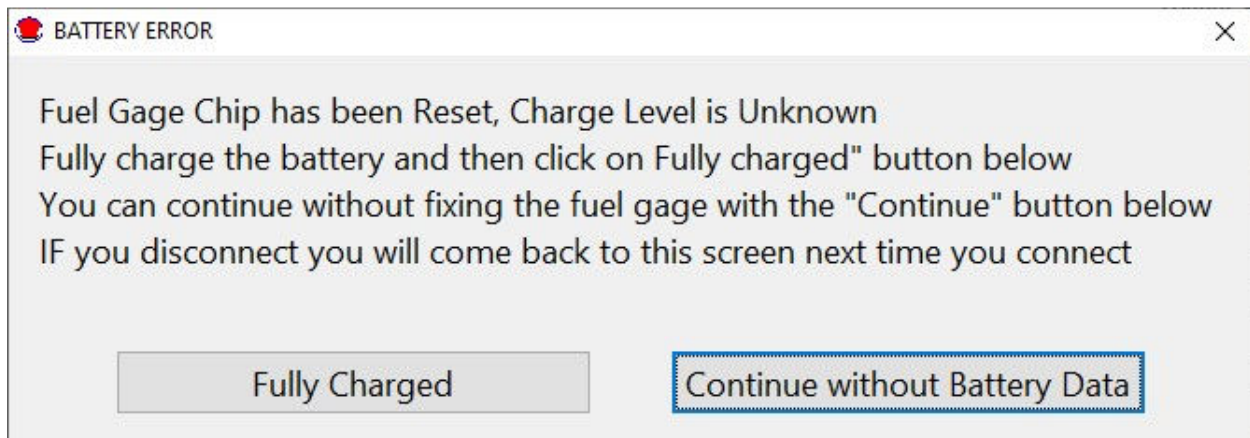 BATTERY ERROR
Fuel Gage Chip has been Reset, Charge Level is Unknown
Fully charge the battery and then click on Fully charged" button below
You can continue without fixing the fuel gage with the "Continue" button below
IF you disconnect you will come back to this screen next time you connect
Fully Charged
Continue without Battery Data